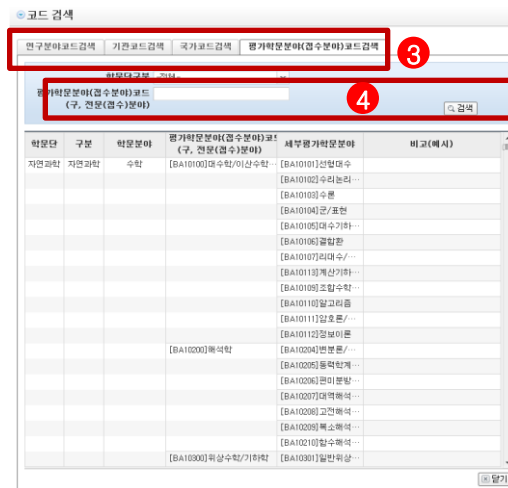 코드 검색
연구분야코드검색 기관코드검색 국가코드검색 평가학문분야(접수분야)코드검색
3
학문단구분 -전체-
평가학문분야(접수분야)코드
(구, 전문(접수)분야)
4
검색
학문단 구분 학문분야 평가학문분야(접수분야)코드 세부평가학문분야 비고(예시)
(구, 전문(접수)분야)
자연과학 자연과학 수학 [BA10100]대수학/이산수학… [BA10101]선형대수
[BA10102]수리논리…
[BA10103]수론
[BA10104]군/표현
[BA10105]대수기하…
[BA10106]결합환
[BA10107]리대수/…
[BA10113]계산기하…
[BA10109]조합수학…
[BA10110]알고리즘
[BA10111]암호론/…
[BA10112]정보이론
[BA10200]해석학 [BA10204]변분론/…
[BA10205]동력학계…
[BA10206]편미분방…
[BA10207]대역해석…
[BA10208]고전해석…
[BA10209]복소해석…
[BA10210]함수해석…
[BA10300]위상수학/기하학 [BA10301]일반위상…
닫기